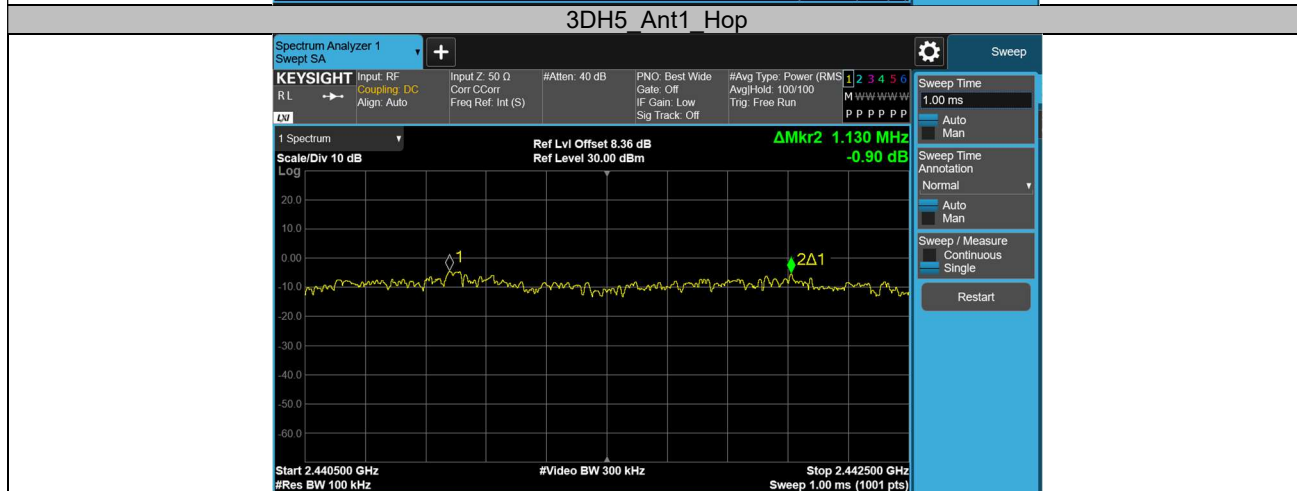 3DH5_Ant1_Hop
Spectrum Analyzer 1
Swept SA
+
Sweep
KEYSIGHT
R L
LXI
Input: RF
Coupling: DC
Align: Auto
Input Z: 50 Ω
Corr CCorr
Freq Ref: Int (S)
#Atten: 40 dB
PNO: Best Wide
Gate: Off
IF Gain: Low
Sig Track: Off
#Avg Type: Power (RMS
Avg|Hold: 100/100
Trig: Free Run
1 2 3 4 5 6
M W W W W W
P P P P P P
1 Spectrum
Scale/Div 10 dB
Log
Ref Lvl Offset 8.36 dB
Ref Level 30.00 dBm
ΔMkr2 1.130 MHz
-0.90 dB
20.0
10.0
0.00
-10.0
-20.0
-30.0
-40.0
-50.0
-60.0
1
2Δ1
Start 2.440500 GHz
#Res BW 100 kHz
#Video BW 300 kHz
Stop 2.442500 GHz
Sweep 1.00 ms (1001 pts)
Sweep Time
1.00 ms
Auto
Man
Sweep Time
Annotation
Normal
Auto
Man
Sweep / Measure
Continuous
Single
Restart